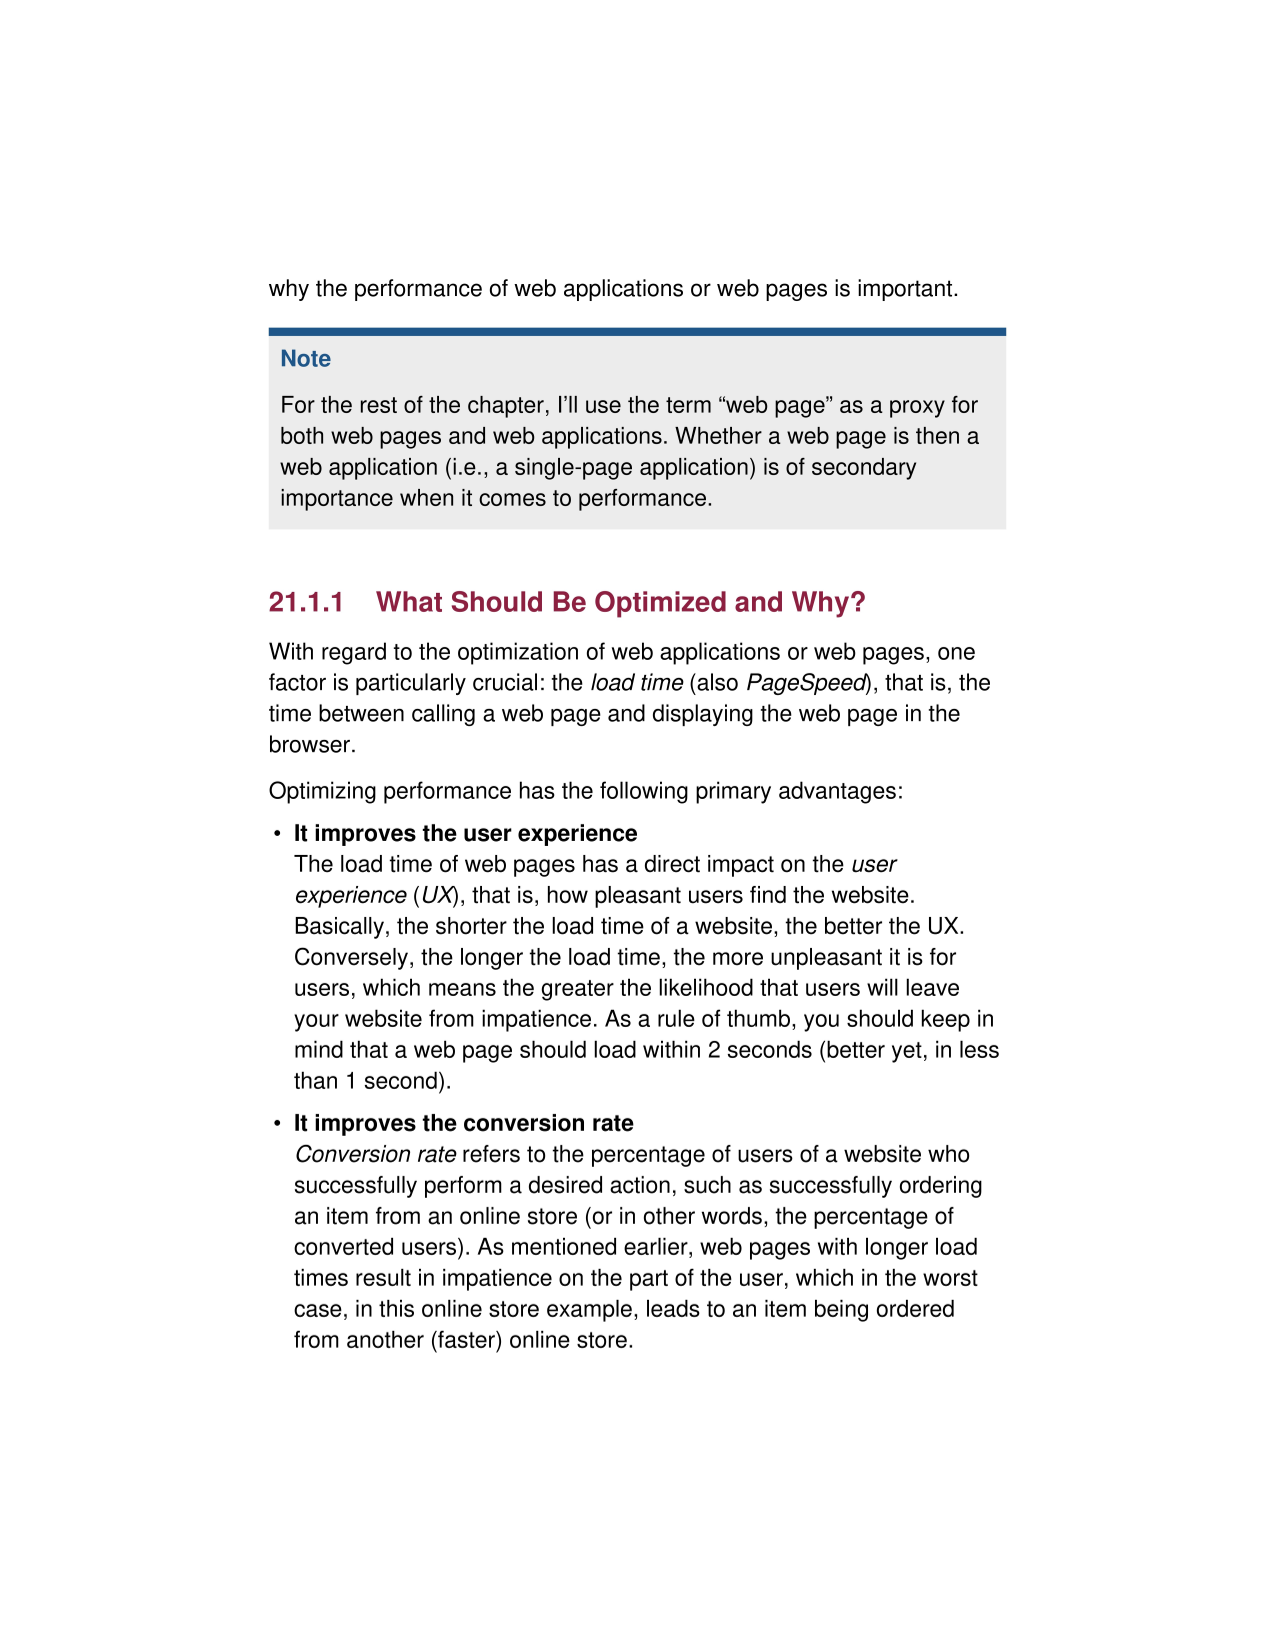 why the performance of web applications or web pages is important.
Note
For the rest of the chapter, I’ll use the term “web page” as a proxy for
both web pages and web applications. Whether a web page is then a
web application (i.e., a single-page application) is of secondary
importance when it comes to performance.
21.1.1 What Should Be Optimized and Why?
With regard to the optimization of web applications or web pages, one
factor is particularly crucial: the load time (also PageSpeed), that is, the
time between calling a web page and displaying the web page in the
browser.
Optimizing performance has the following primary advantages:
• It improves the user experience
The load time of web pages has a direct impact on the user
experience (UX), that is, how pleasant users find the website.
Basically, the shorter the load time of a website, the better the UX.
Conversely, the longer the load time, the more unpleasant it is for
users, which means the greater the likelihood that users will leave
your website from impatience. As a rule of thumb, you should keep in
mind that a web page should load within 2 seconds (better yet, in less
than 1 second).
• It improves the conversion rate
Conversion rate refers to the percentage of users of a website who
successfully perform a desired action, such as successfully ordering
an item from an online store (or in other words, the percentage of
converted users). As mentioned earlier, web pages with longer load
times result in impatience on the part of the user, which in the worst
case, in this online store example, leads to an item being ordered
from another (faster) online store.